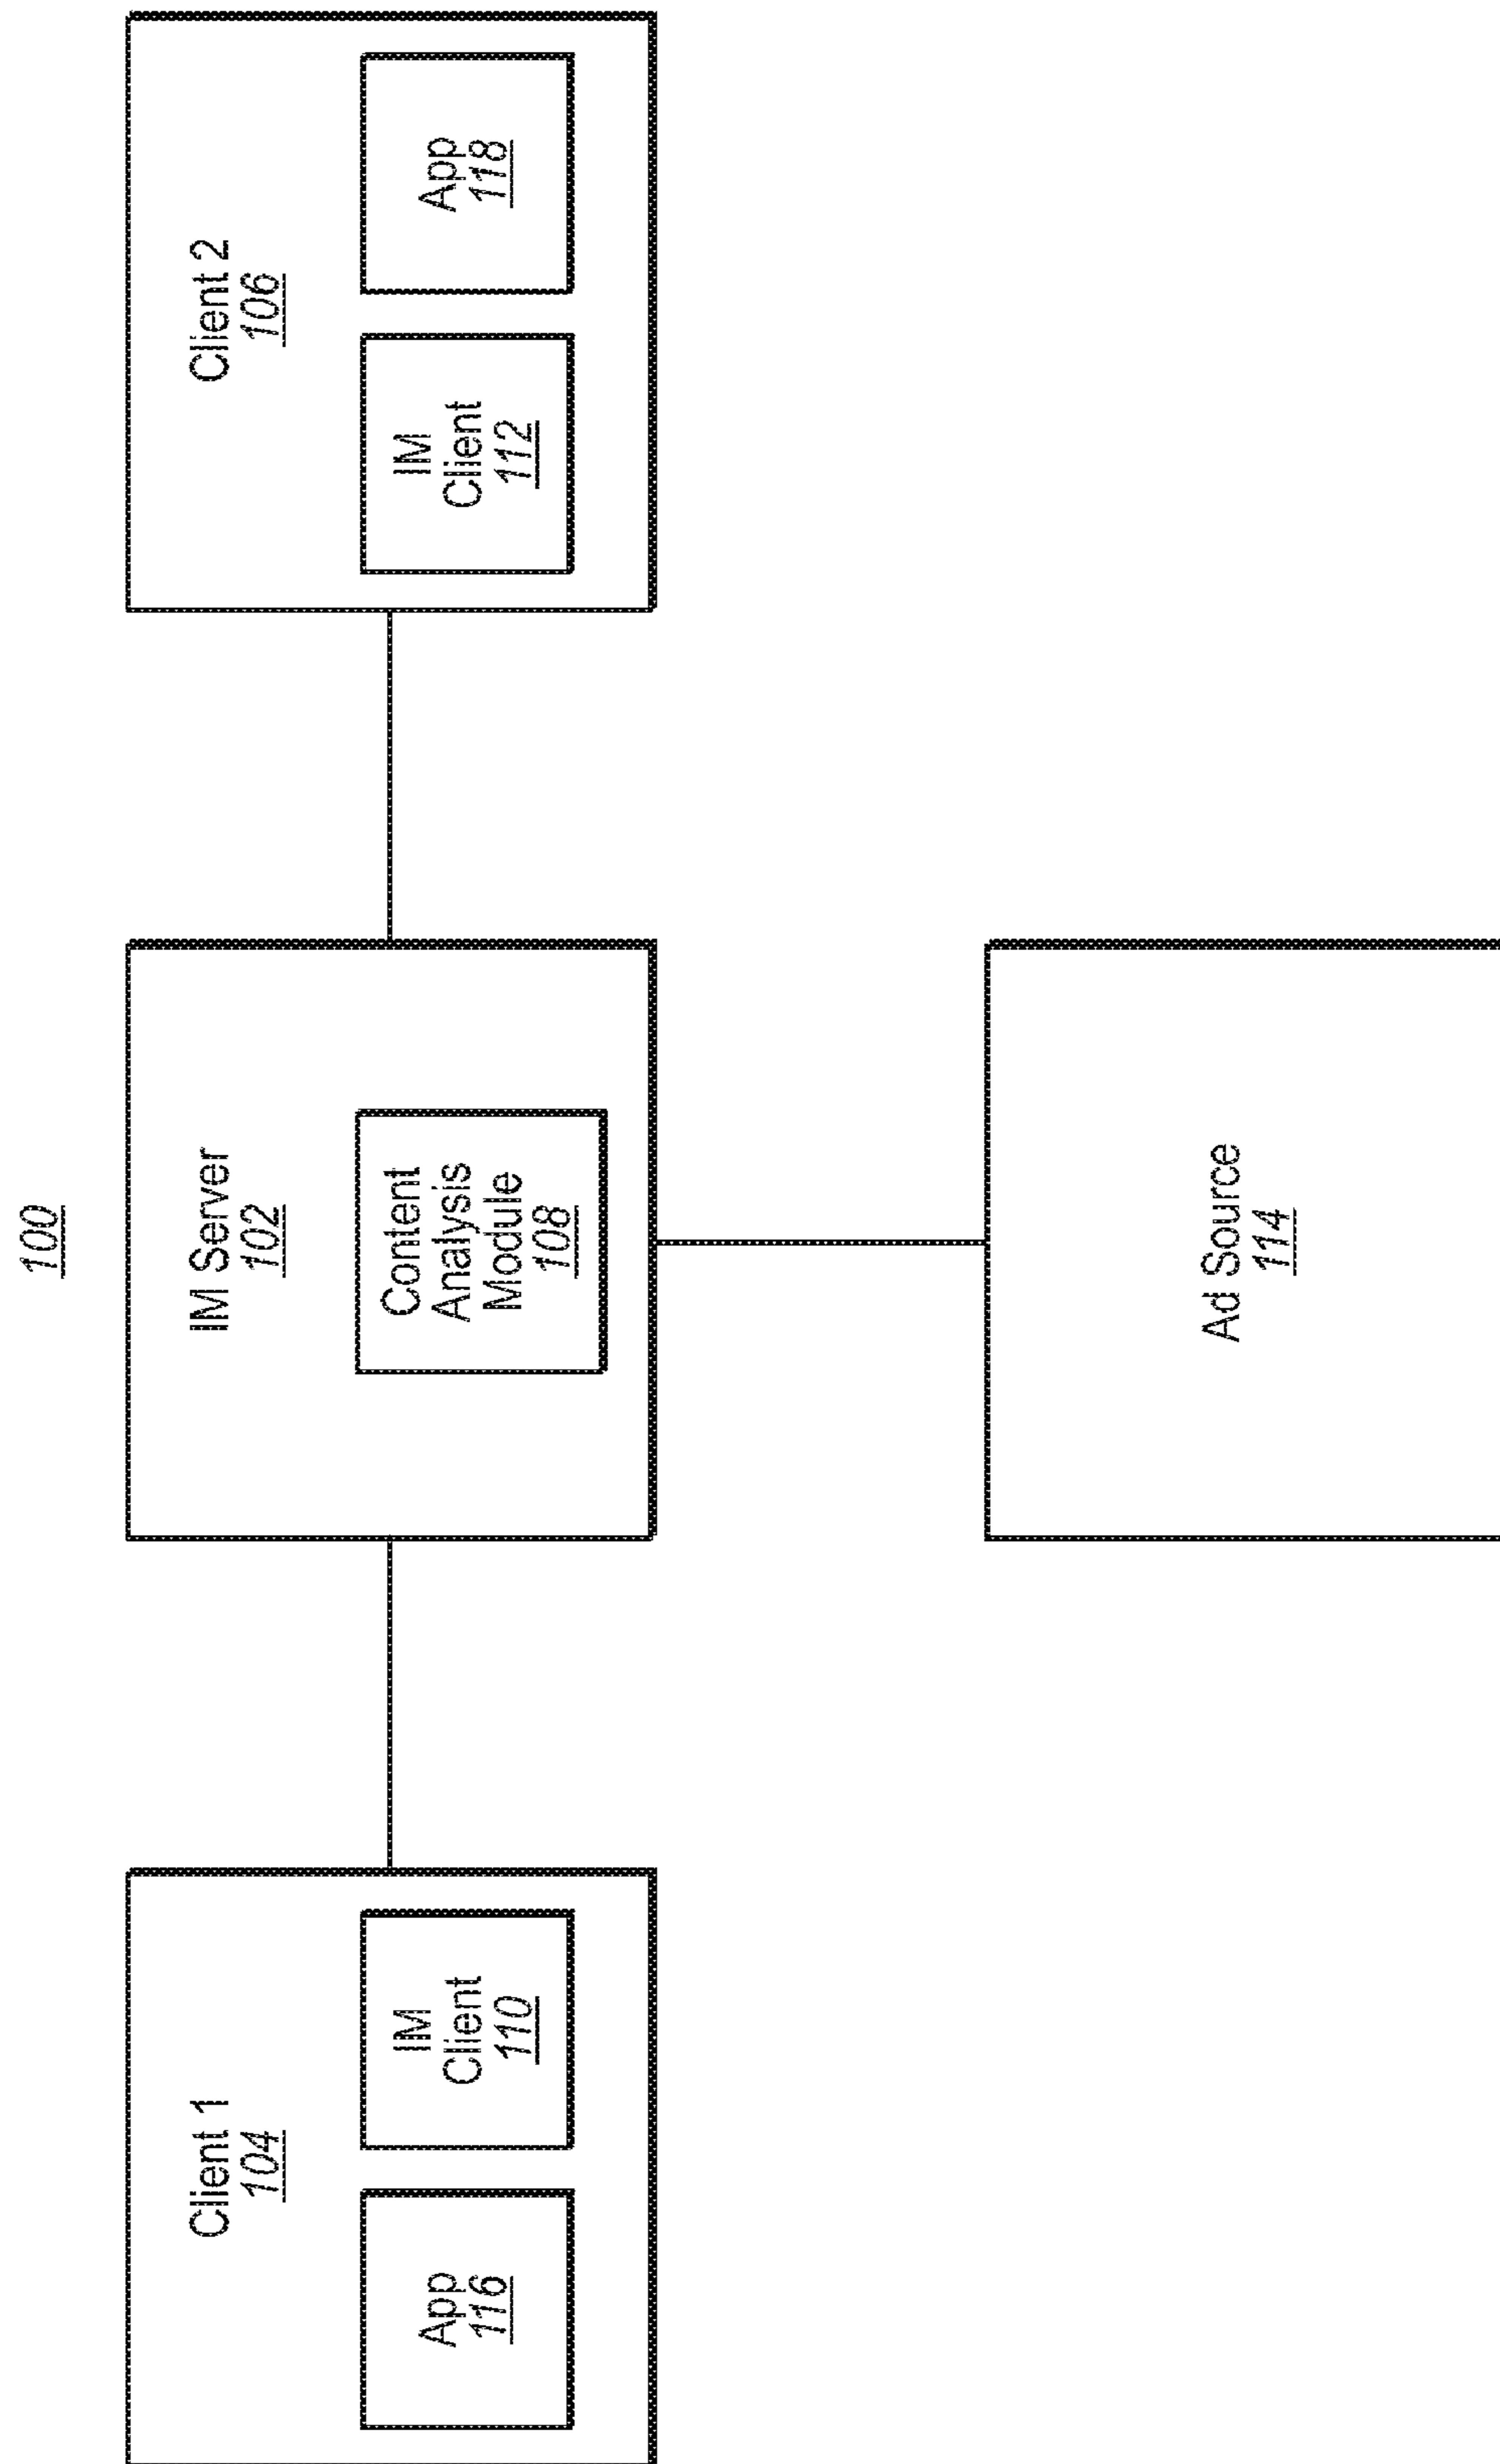 100
Client 1
104
App
116
IM
Client
110
IM Server
102
Content
Analysis
Module
108
Client 2
106
IM
Client
112
App
118
Ad Source
114